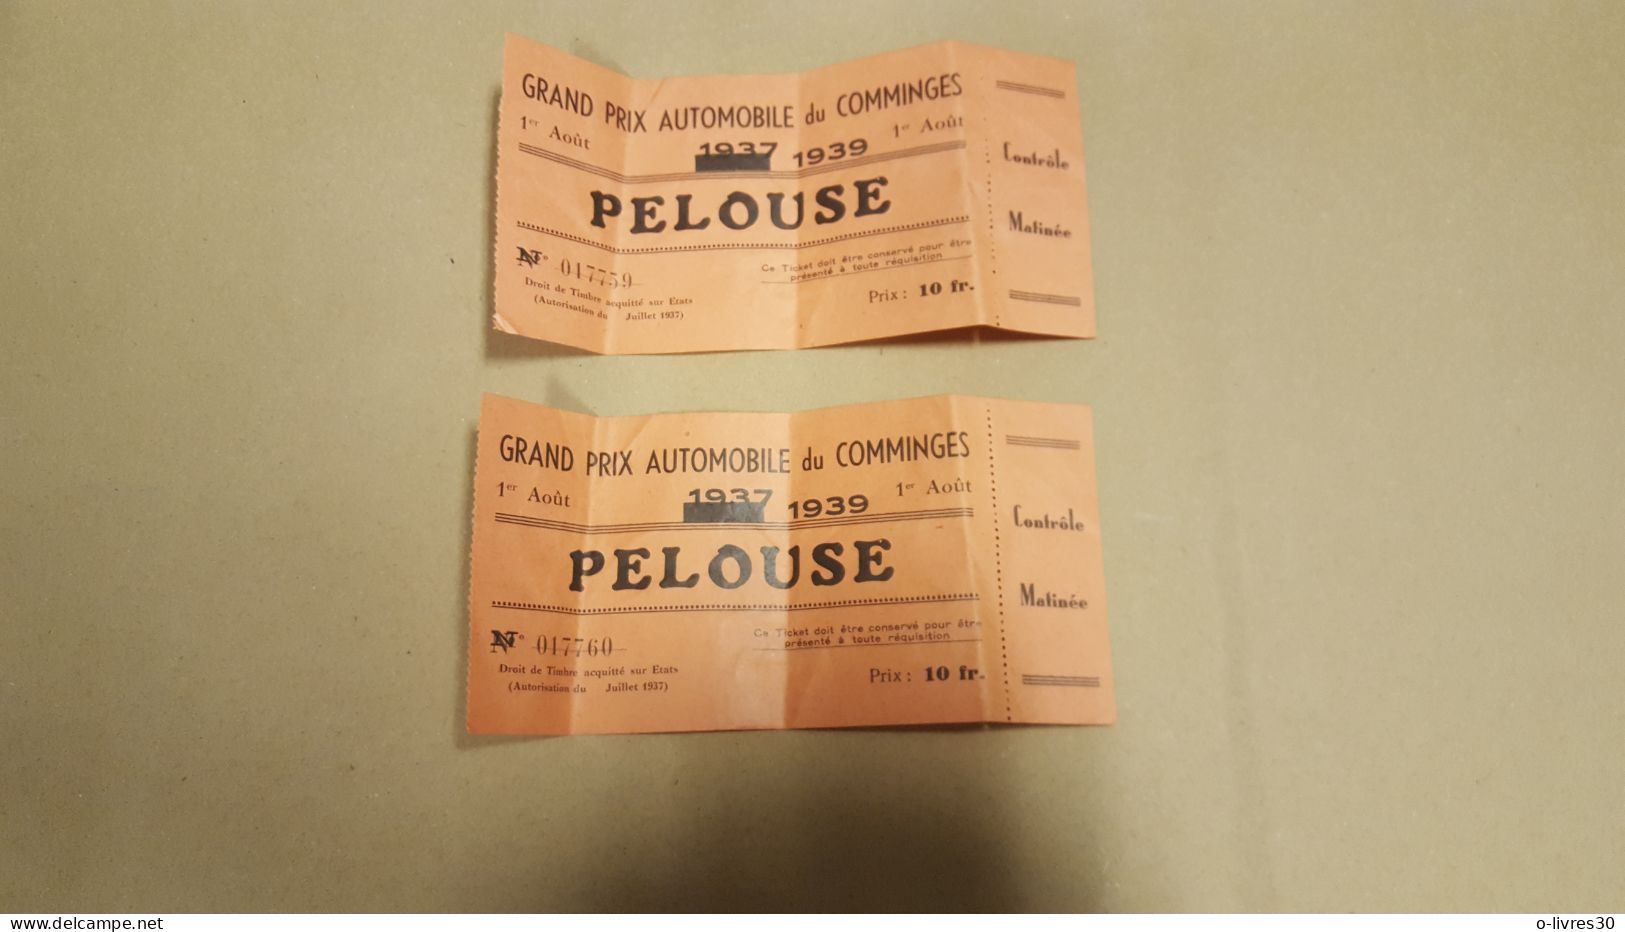 GRAND PRIX AUTOMOBILE du COMMINGES
1er Août 1937 1939 1er Août
PELOUSE
N° 017759
Ce Ticket doit être conservé pour être
présenté à toute réquisition
Droit de Timbre acquitté sur Etats
(Autorisation du Juillet 1937)
Prix : 10 fr.
Contrôle
Matinée
GRAND PRIX AUTOMOBILE du COMMINGES
1er Août 1937 1939 1er Août
PELOUSE
N° 017760
Ce Ticket doit être conservé pour être
présenté à toute réquisition
Droit de Timbre acquitté sur Etats
(Autorisation du Juillet 1937)
Prix : 10 fr.
Contrôle
Matinée
www.delcampe.net
o-livres30